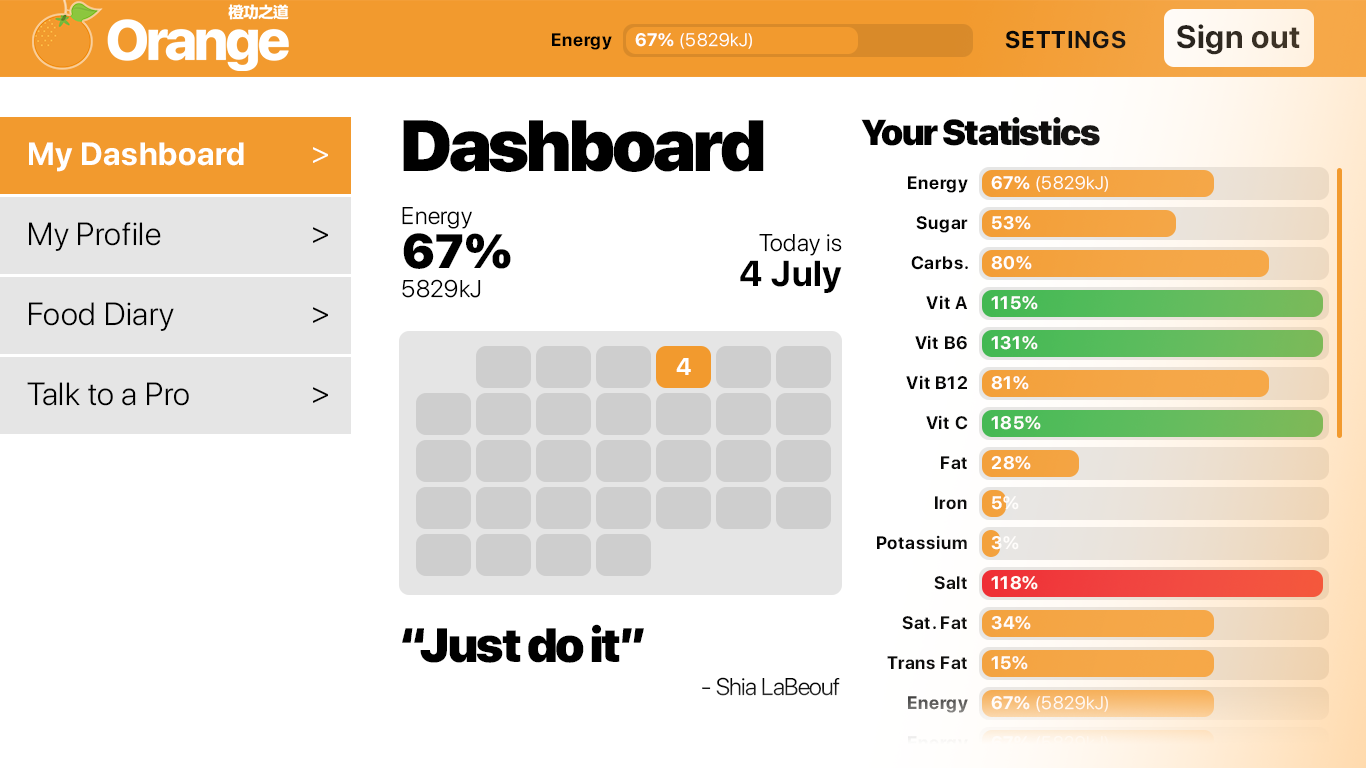 橙功之道
Orange
Energy 67% (5829kJ)
SETTINGS
Sign out
My Dashboard >
My Profile >
Food Diary >
Talk to a Pro >
Dashboard
Energy
67%
5829kJ
Today is
4 July
4
“Just do it”
- Shia LaBeouf
Your Statistics
Energy 67% (5829kJ)
Sugar 53%
Carbs. 80%
Vit A 115%
Vit B6 131%
Vit B12 81%
Vit C 185%
Fat 28%
Iron 5%
Potassium 3%
Salt 118%
Sat. Fat 34%
Trans Fat 15%
Energy 67% (5829kJ)